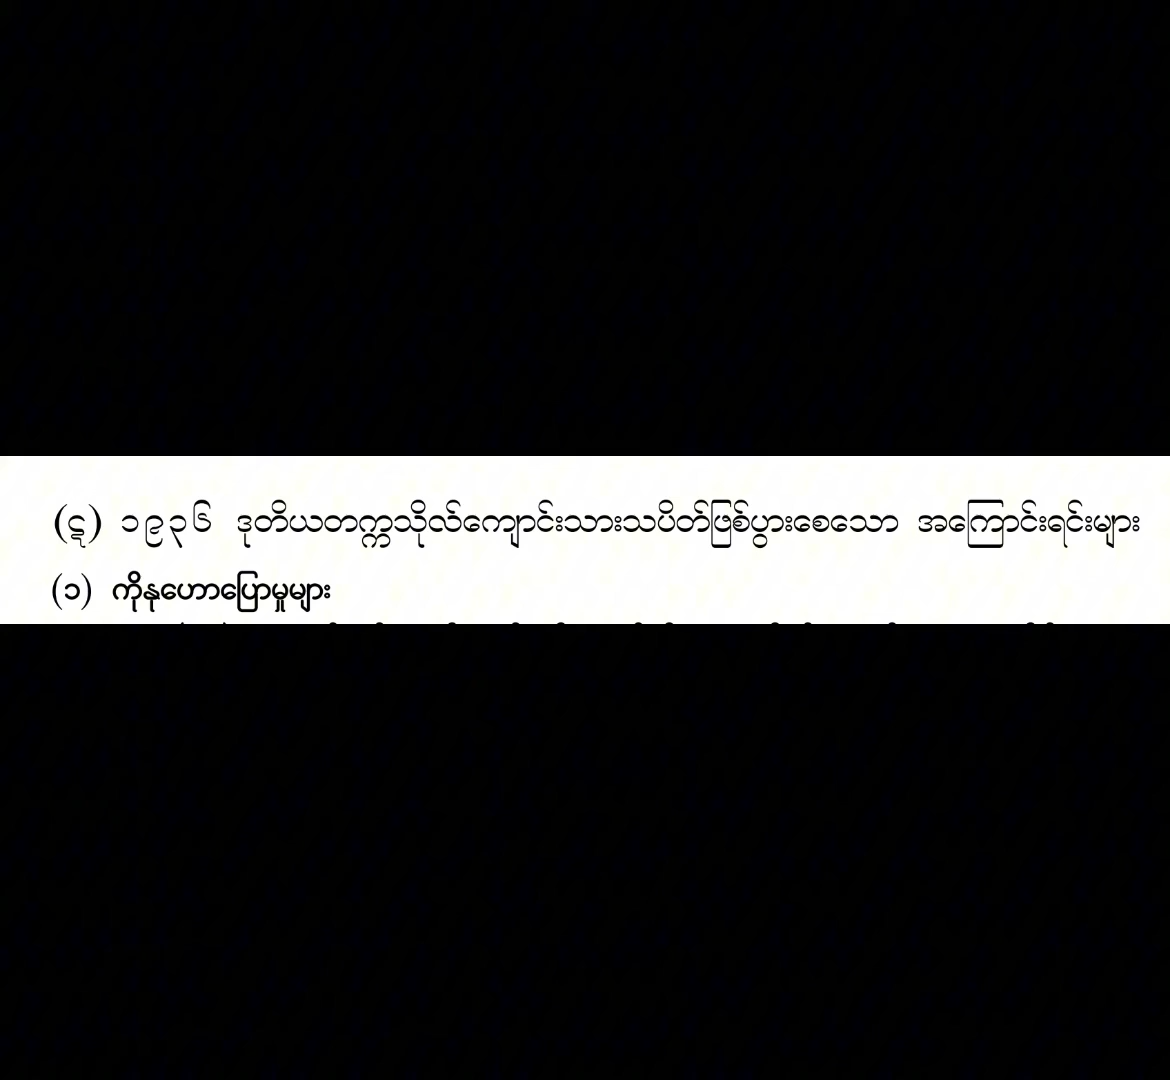 (ဋ) ၁၉၃၆ ဒုတိယတက္ကသိုလ်ကျောင်းသားသပိတ်ဖြစ်ပွားစေသော အကြောင်းရင်းများ
(၁) ကိုနုဟောပြောမှုများ